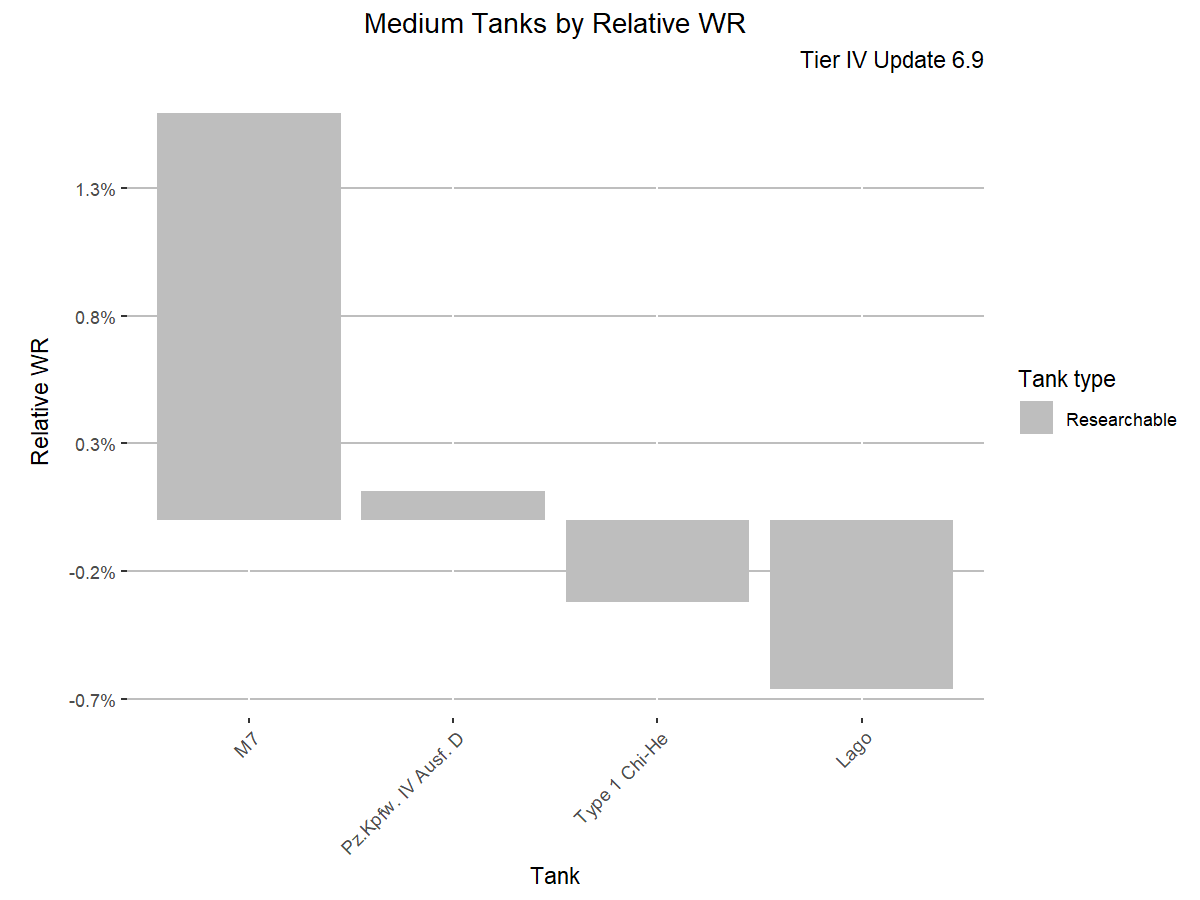 Medium Tanks by Relative WR
Tier IV Update 6.9
Relative WR
1.3%
0.8%
0.3%
-0.2%
-0.7%
M7
Pz.Kpfw. IV Ausf. D
Type 1 Chi-He
Lago
Tank
Tank type
Researchable